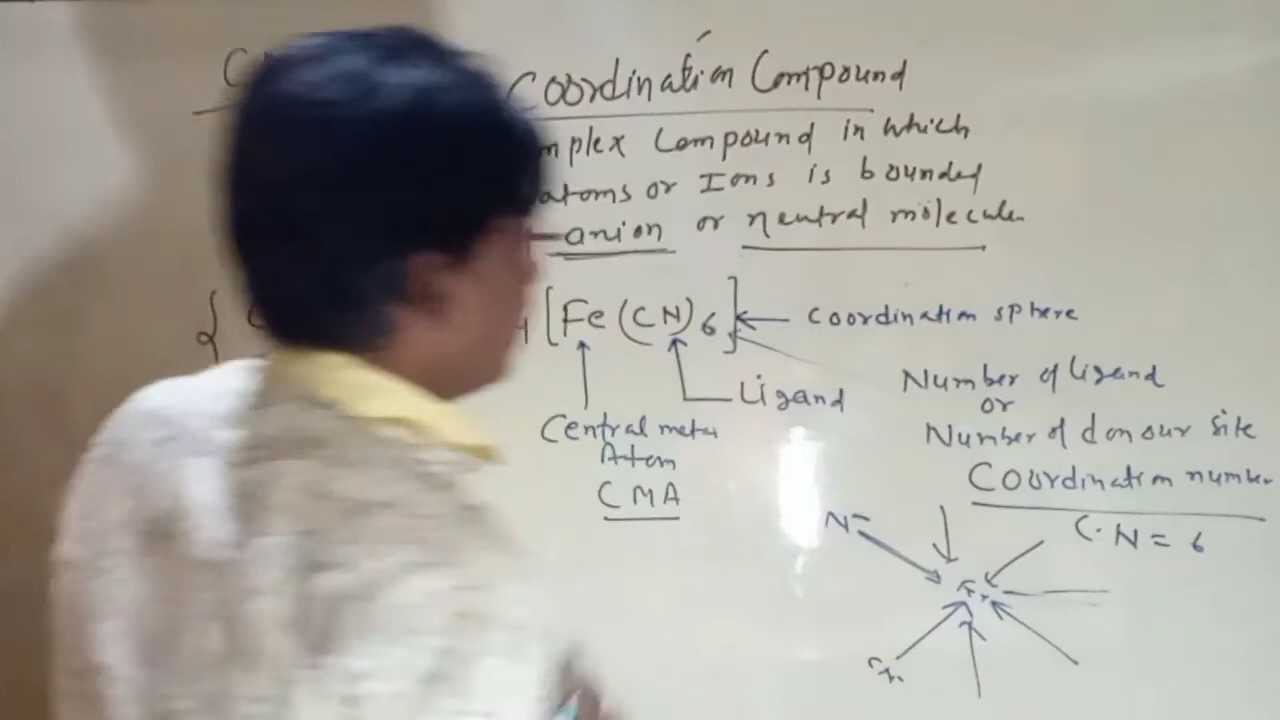 Coordination Compound
mplex Compound in which
atoms or Ions is bounded
anion or neutral molecule
{ [Fe(CN)6] ← Coordination sphere
Ligand
Central metal
Atom
CMA
Number of ligand
or
Number of donour site
Coordination number
C.N = 6
N-